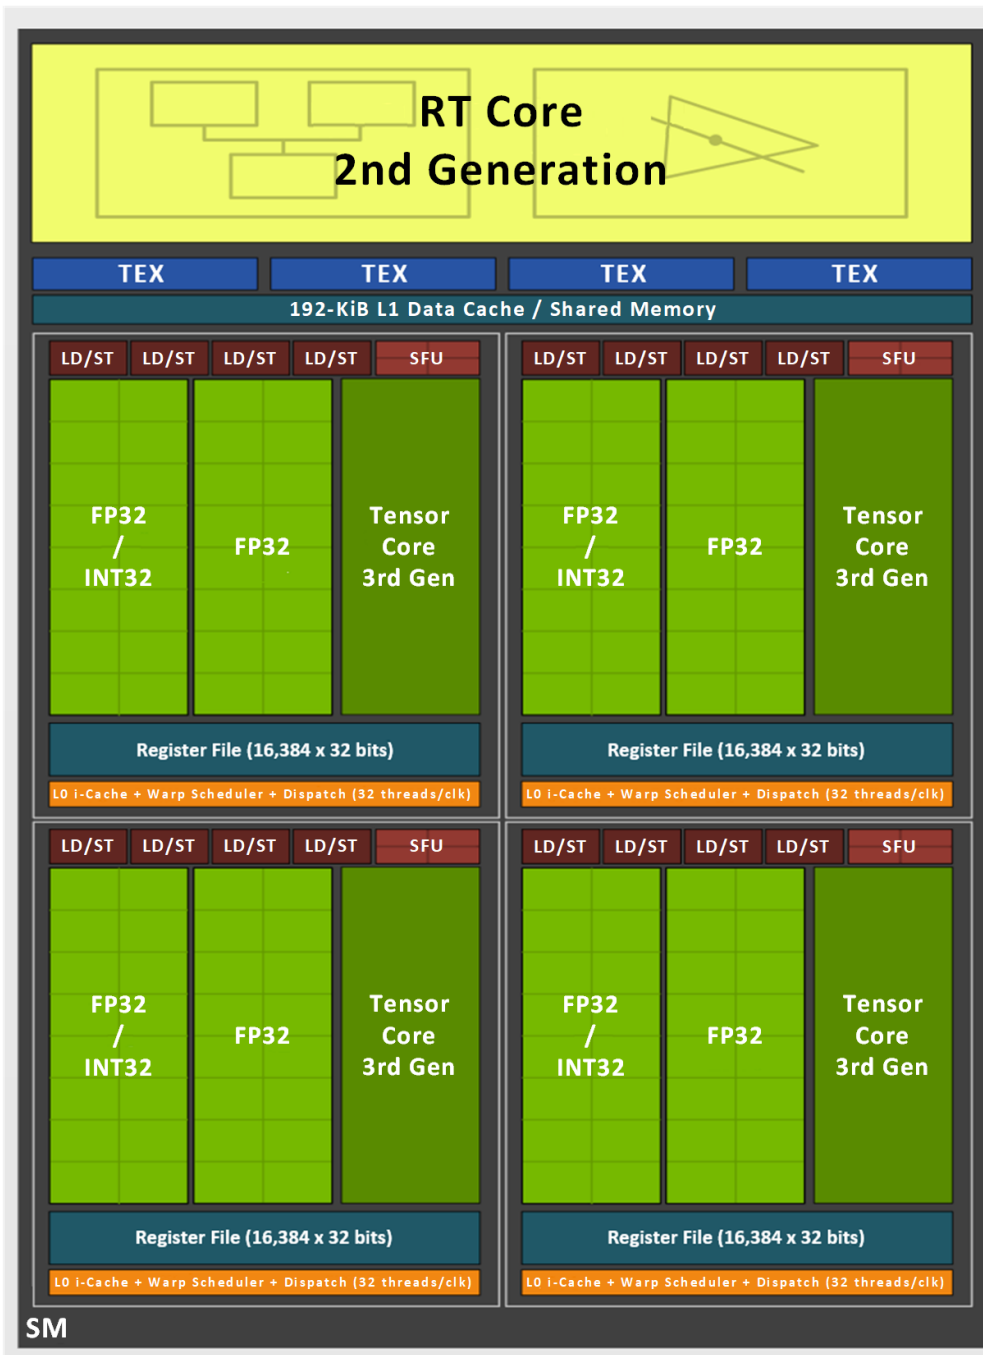 RT Core
2nd Generation
TEX TEX TEX TEX
192-KiB L1 Data Cache / Shared Memory
LD/ST LD/ST LD/ST LD/ST SFU
FP32
/
INT32
FP32
Tensor
Core
3rd Gen
Register File (16,384 x 32 bits)
L0 i-Cache + Warp Scheduler + Dispatch (32 threads/clk)
LD/ST LD/ST LD/ST LD/ST SFU
FP32
/
INT32
FP32
Tensor
Core
3rd Gen
Register File (16,384 x 32 bits)
L0 i-Cache + Warp Scheduler + Dispatch (32 threads/clk)
LD/ST LD/ST LD/ST LD/ST SFU
FP32
/
INT32
FP32
Tensor
Core
3rd Gen
Register File (16,384 x 32 bits)
L0 i-Cache + Warp Scheduler + Dispatch (32 threads/clk)
LD/ST LD/ST LD/ST LD/ST SFU
FP32
/
INT32
FP32
Tensor
Core
3rd Gen
Register File (16,384 x 32 bits)
L0 i-Cache + Warp Scheduler + Dispatch (32 threads/clk)
SM